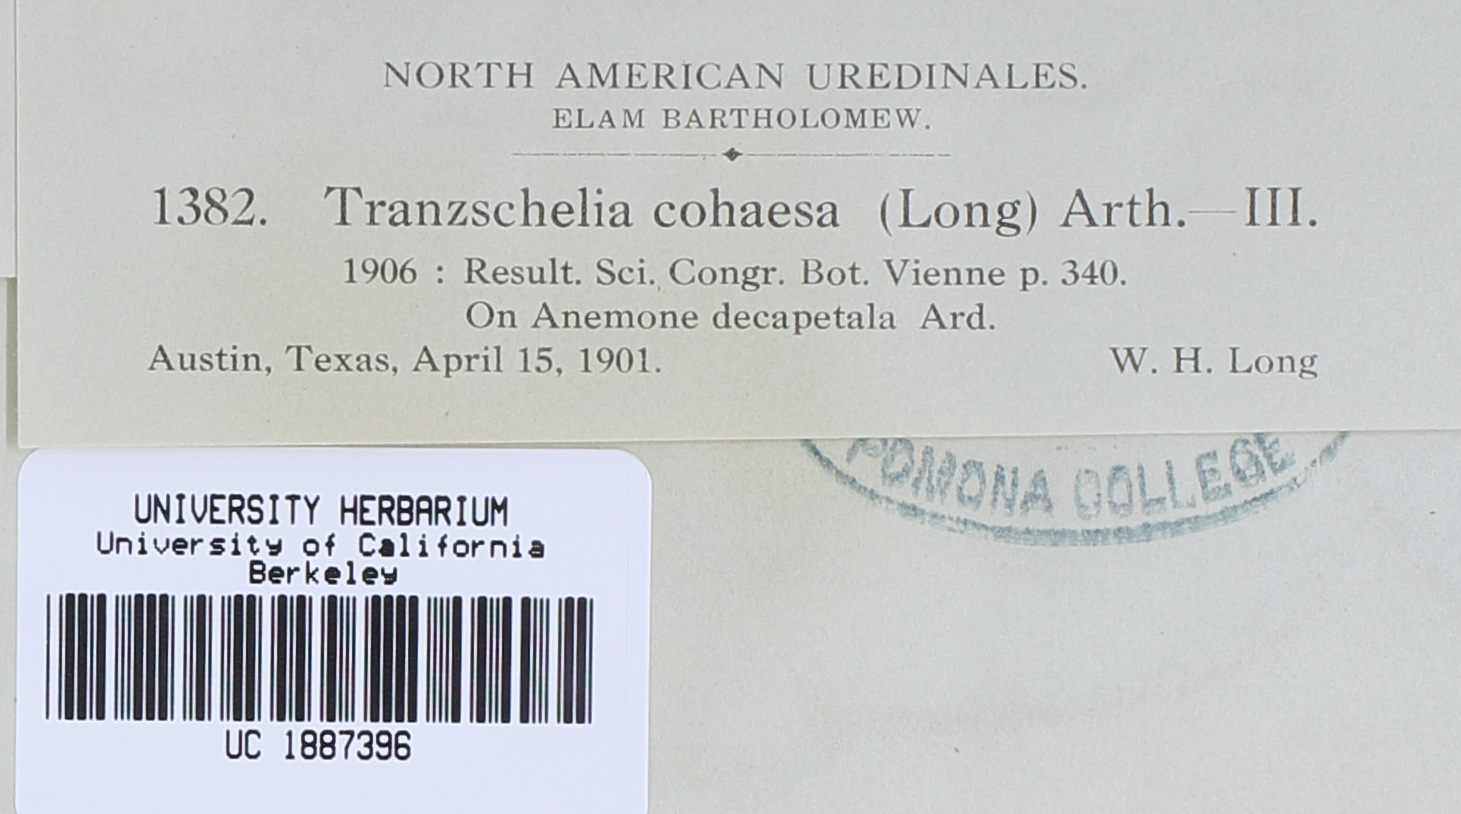 NORTH AMERICAN UREDINALES.
ELAM BARTHOLOMEW.
1382. Tranzschelia cohaesa (Long) Arth.—III.
1906 : Result. Sci. Congr. Bot. Vienne p. 340.
On Anemone decapetala Ard.
Austin, Texas, April 15, 1901. W. H. Long
POMONA COLLEGE
UNIVERSITY HERBARIUM
University of California
Berkeley
UC 1887396